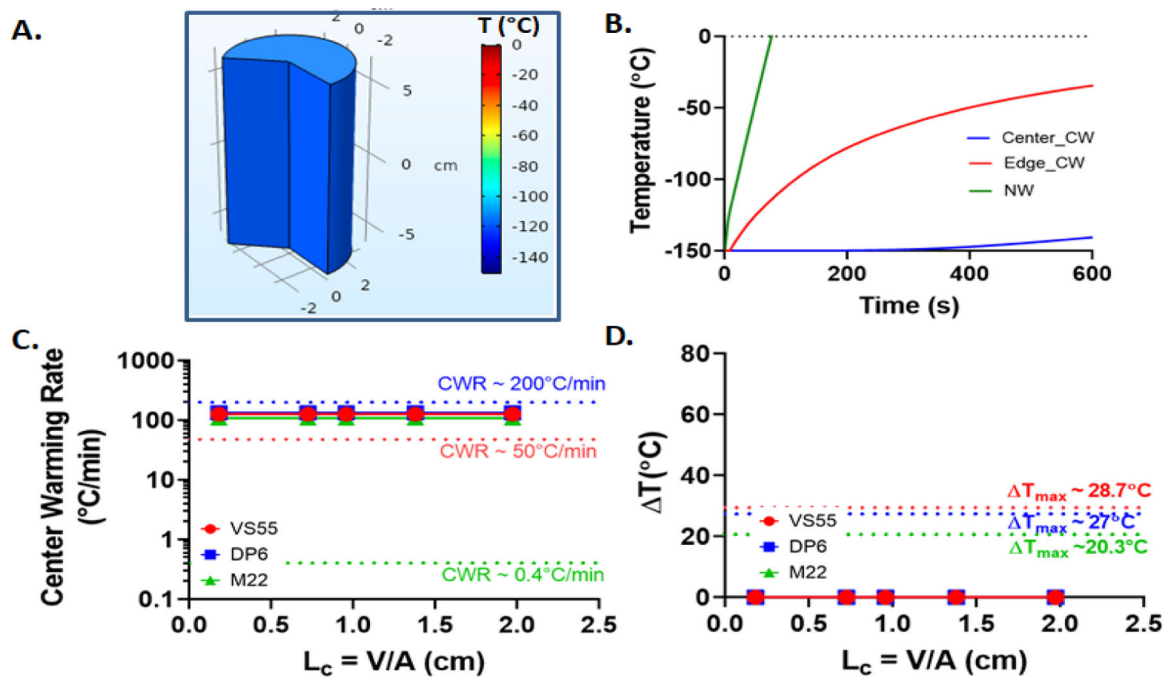 A.
cm
2
0
-2
5
0 cm
-5
2
0
-2
T (°C)
0
-20
-40
-60
-80
-100
-120
-140
B.
Temperature (°C)
0
-50
-100
-150
0 200 400 600
Time (s)
Center_CW
Edge_CW
NW
C.
Center Warming Rate
(°C/min)
1000
100
10
1
0.1
CWR ~ 200°C/min
CWR ~ 50°C/min
CWR ~ 0.4°C/min
VS55
DP6
M22
0.0 0.5 1.0 1.5 2.0 2.5
Lc = V/A (cm)
D.
ΔT(°C)
80
60
40
20
0
ΔTmax ~ 28.7°C
ΔTmax ~ 27°C
ΔTmax ~20.3°C
VS55
DP6
M22
0.0 0.5 1.0 1.5 2.0 2.5
Lc = V/A (cm)